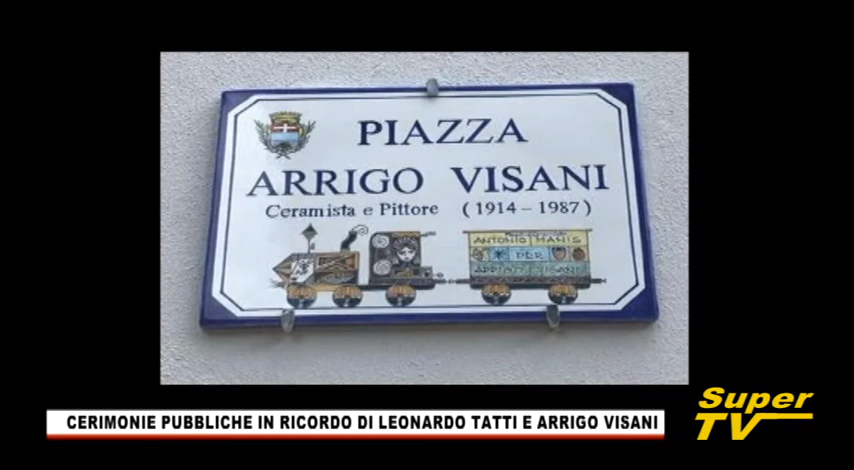 PIAZZA
ARRIGO VISANI
Ceramista e Pittore (1914 - 1987)
ANTONIO MANIS
PER
ARRIGO VISANI
CERIMONIE PUBBLICHE IN RICORDO DI LEONARDO TATTI E ARRIGO VISANI
Super
TV